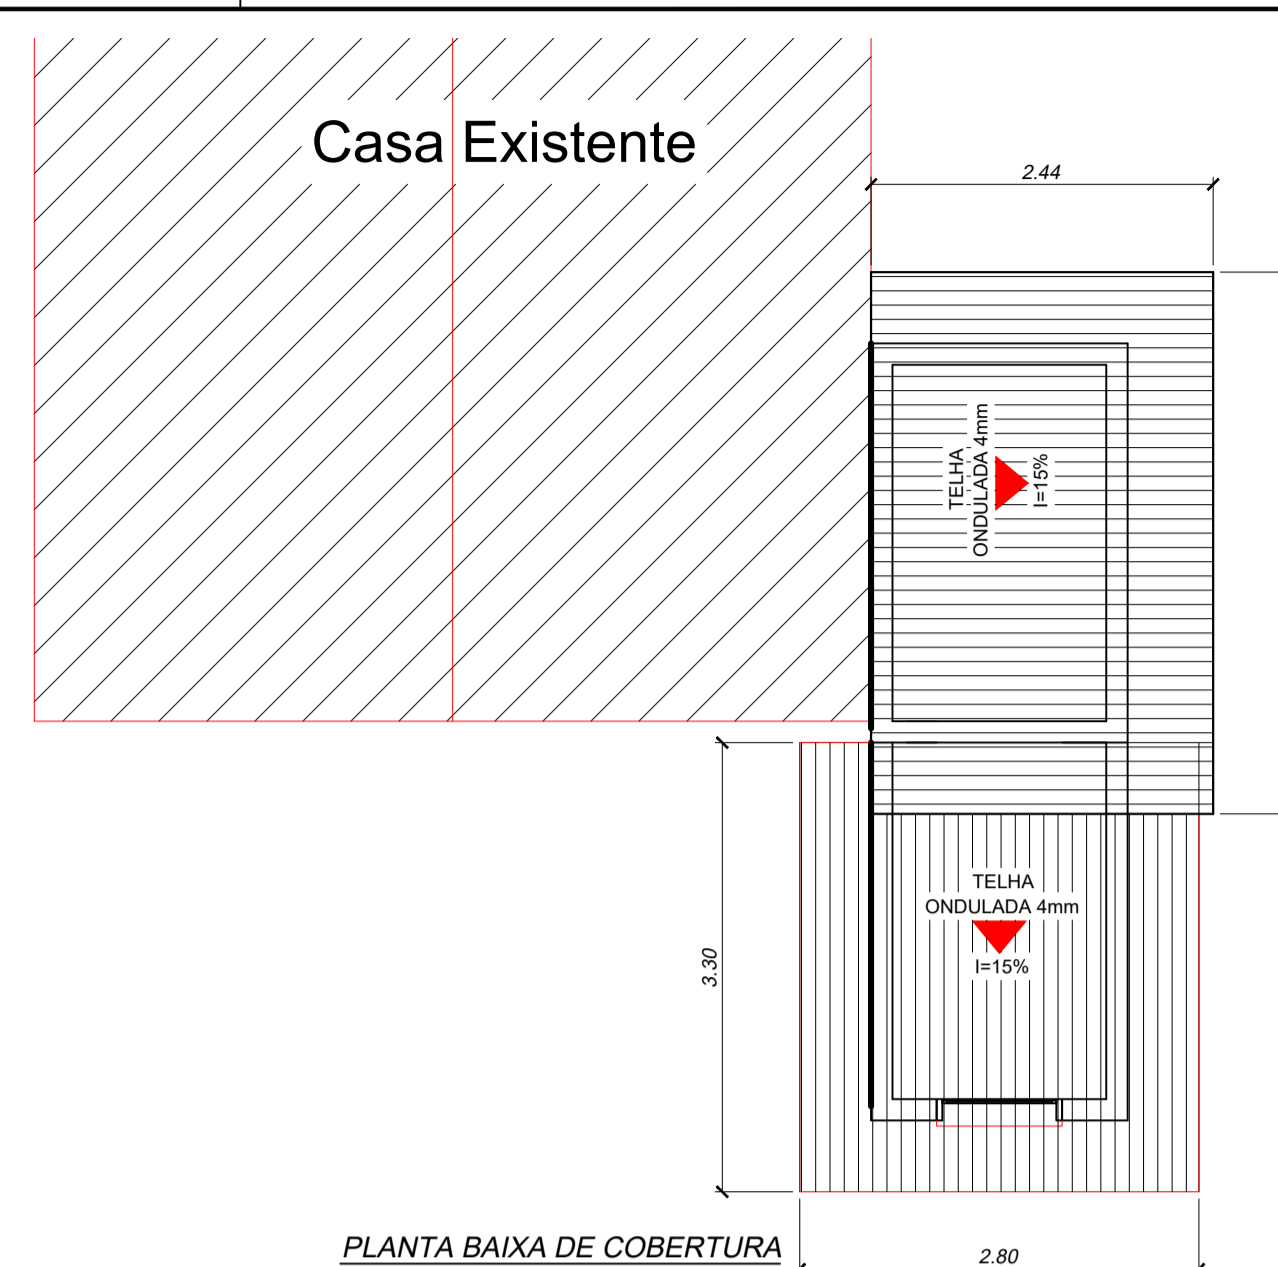 Casa Existente
2.44
TELHA
ONDULADA 4mm
I=15%
TELHA
ONDULADA 4mm
I=15%
3.30
PLANTA BAIXA DE COBERTURA
2.80